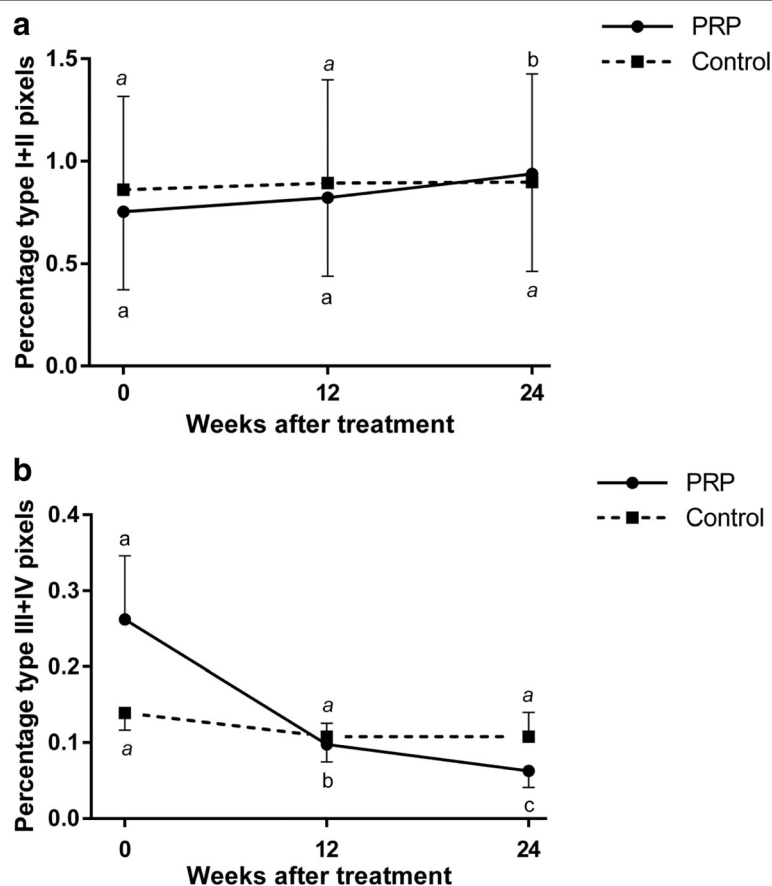 a
PRP
Control
Percentage type I+II pixels
1.5
1.0
0.5
0.0
a
a
b
a
a
a
0
12
24
Weeks after treatment
b
PRP
Control
Percentage type III+IV pixels
0.4
0.3
0.2
0.1
0.0
a
a
a
a
b
c
0
12
24
Weeks after treatment